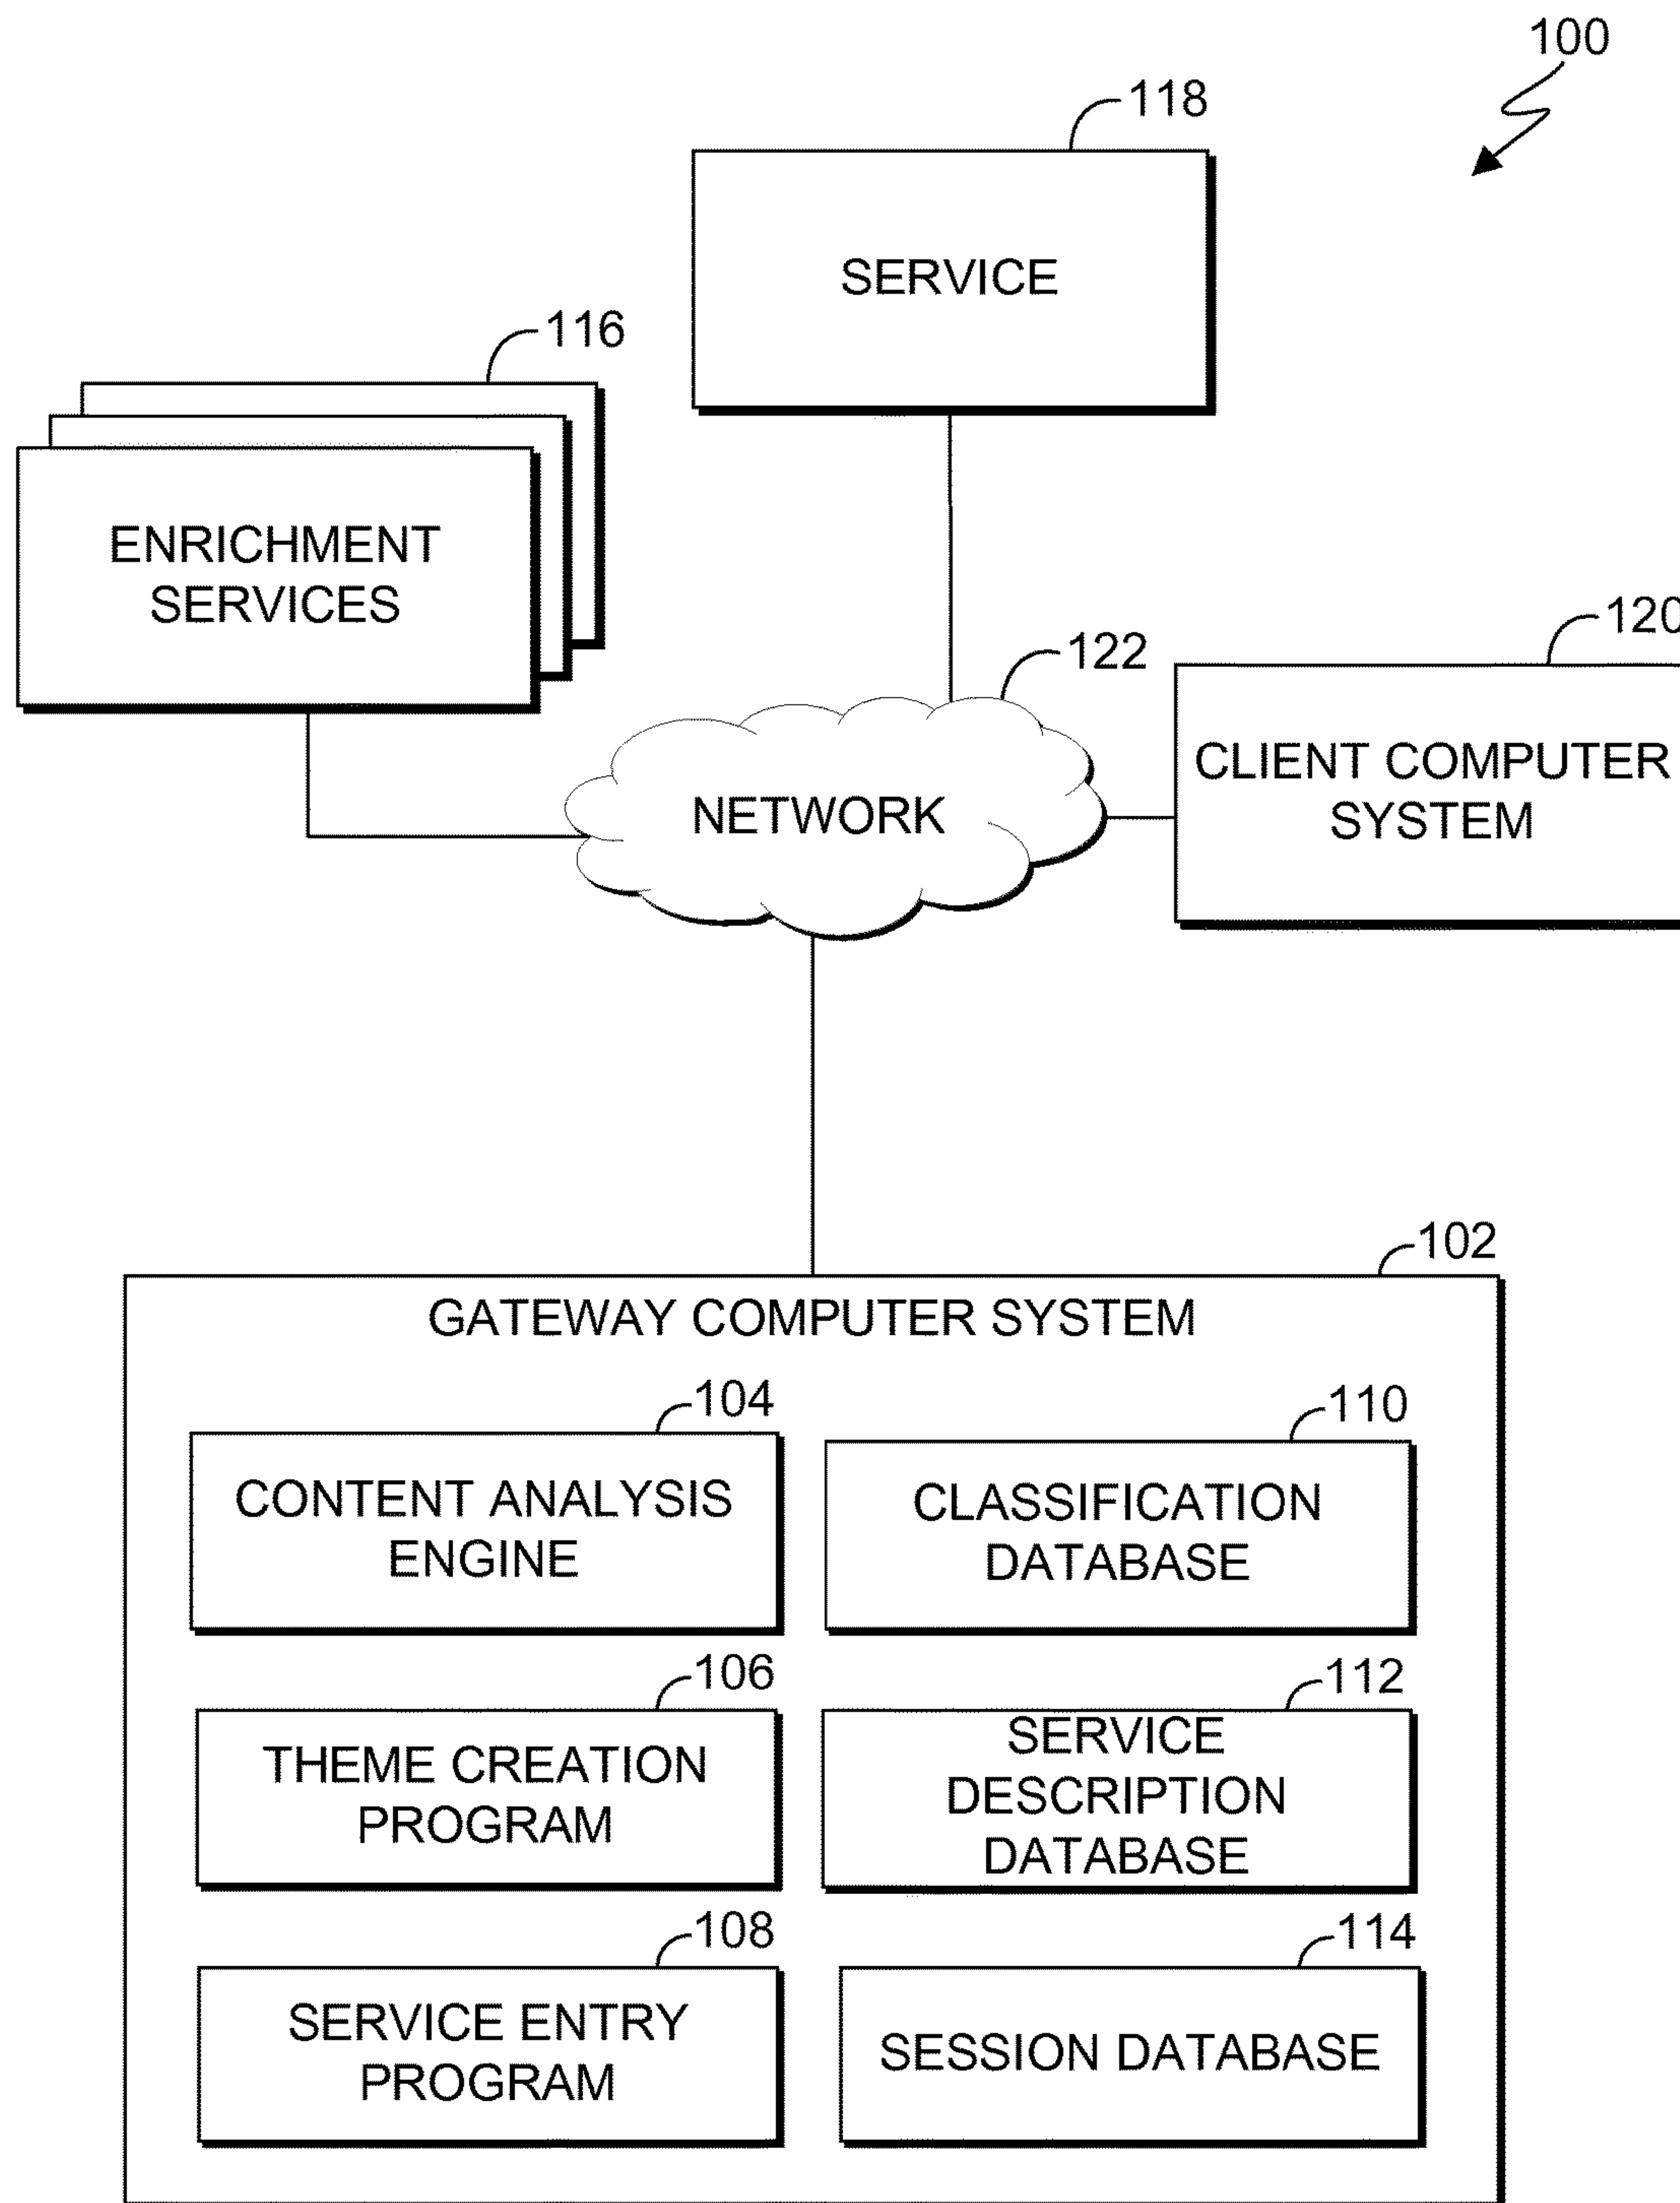 100
118
SERVICE
116
ENRICHMENT
SERVICES
120
122
CLIENT COMPUTER
SYSTEM
NETWORK
102
GATEWAY COMPUTER SYSTEM
104
CONTENT ANALYSIS
ENGINE
110
CLASSIFICATION
DATABASE
106
THEME CREATION
PROGRAM
112
SERVICE
DESCRIPTION
DATABASE
108
SERVICE ENTRY
PROGRAM
114
SESSION DATABASE